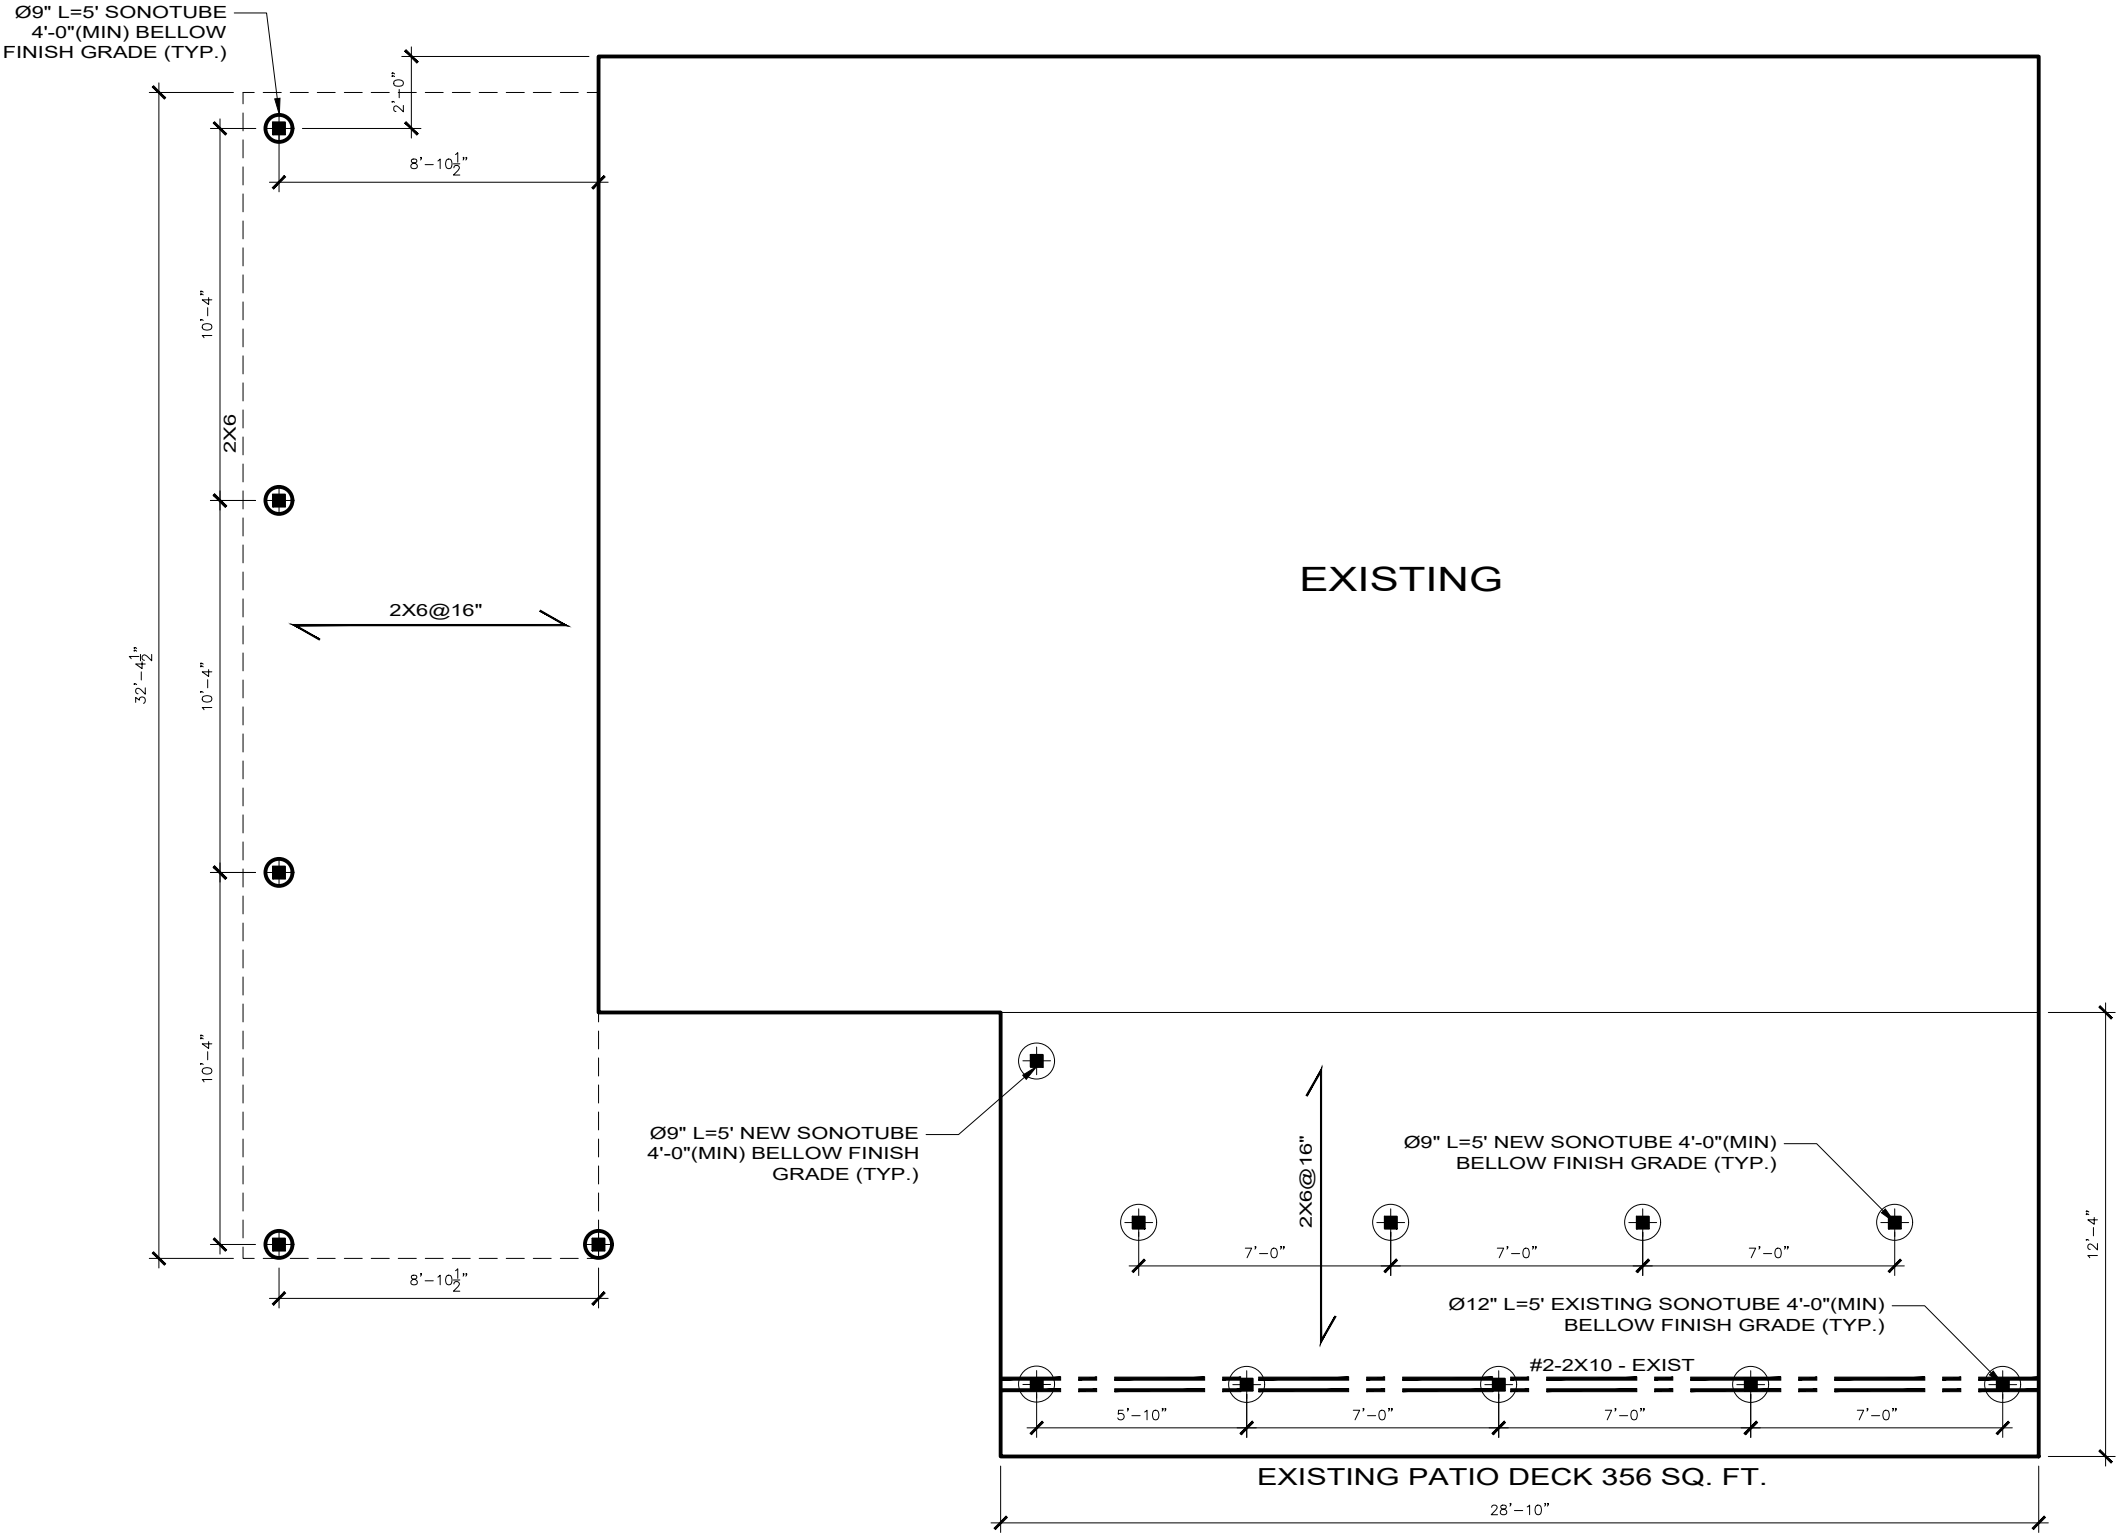 Ø9" L=5' SONOTUBE
4'-0"(MIN) BELLOW
FINISH GRADE (TYP.)
2'-0"
8'-10½"
10'-4"
2X6
EXISTING
2X6@16"
32'-4½"
10'-4"
10'-4"
Ø9" L=5' NEW SONOTUBE
4'-0"(MIN) BELLOW FINISH
GRADE (TYP.)
2X6@16"
Ø9" L=5' NEW SONOTUBE 4'-0"(MIN)
BELLOW FINISH GRADE (TYP.)
12'-4"
7'-0"
7'-0"
7'-0"
8'-10½"
Ø12" L=5' EXISTING SONOTUBE 4'-0"(MIN)
BELLOW FINISH GRADE (TYP.)
#2-2X10 - EXIST
5'-10"
7'-0"
7'-0"
7'-0"
EXISTING PATIO DECK 356 SQ. FT.
28'-10"